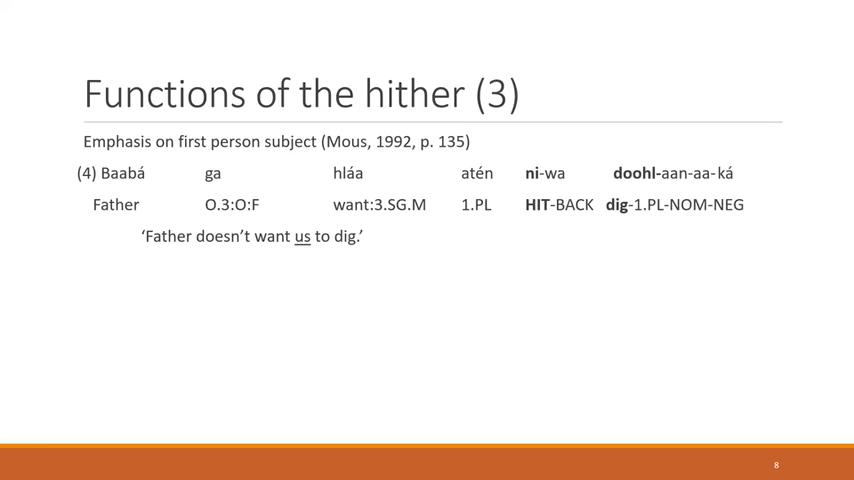 Functions of the hither (3)
Emphasis on first person subject (Mous, 1992, p. 135)
(4) Baabá ga hláa atén ni-wa doohl-aan-aa-ká
Father O.3:O:F want:3.SG.M 1.PL HIT-BACK dig-1.PL-NOM-NEG
‘Father doesn’t want us to dig.’
8